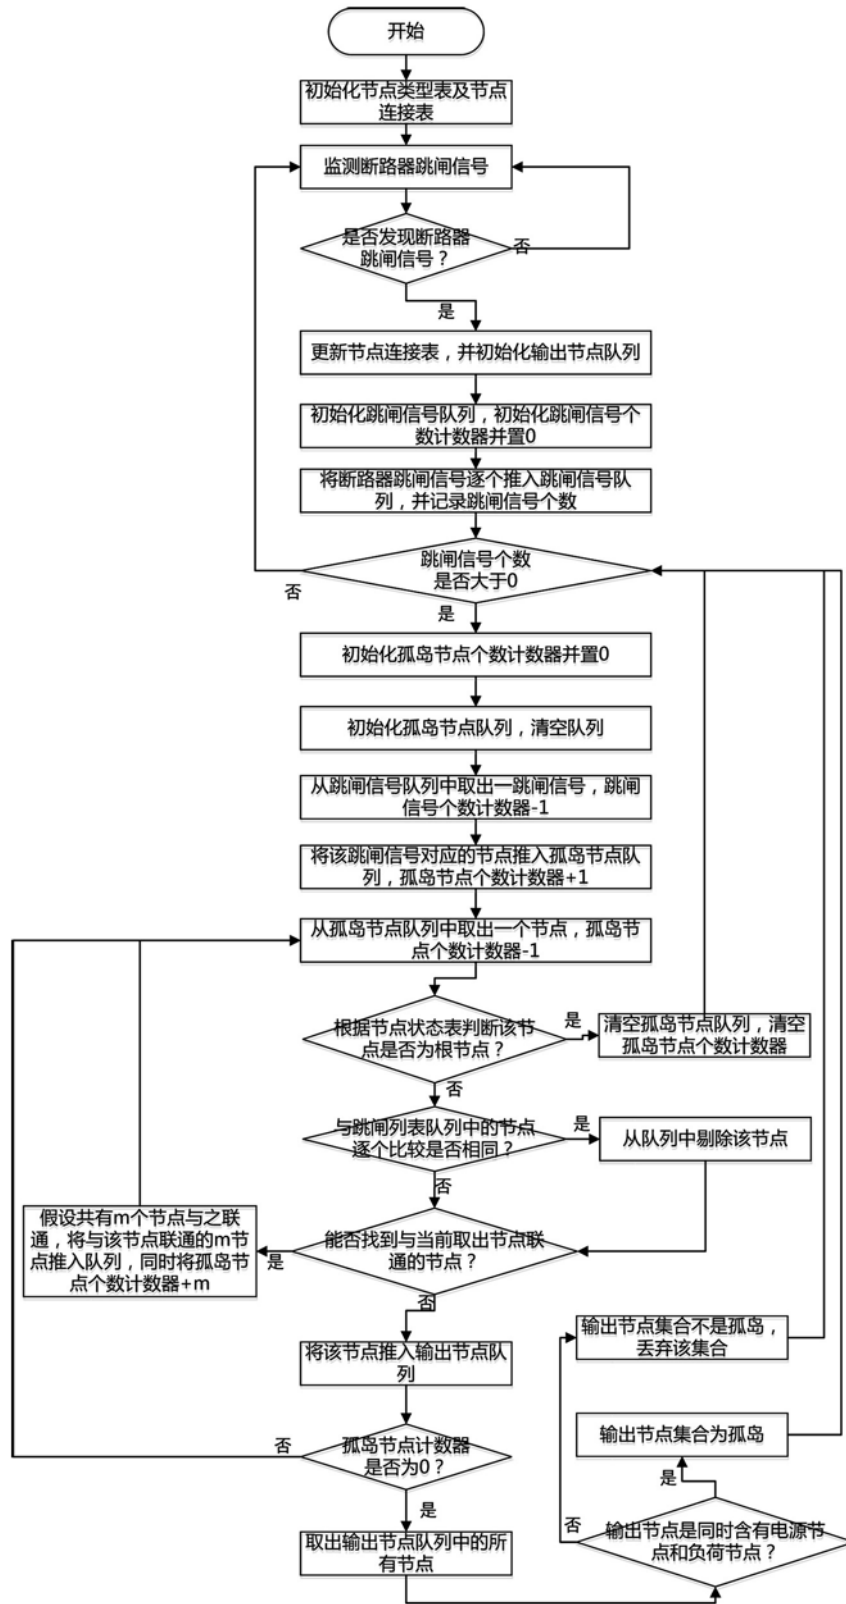 开始
初始化节点类型表及节点
连接表
监测断路器跳闸信号
是否发现断路器
跳闸信号？
否
是
更新节点连接表，并初始化输出节点队列
初始化跳闸信号队列，初始化跳闸信号个
数计数器并置0
将断路器跳闸信号逐个推入跳闸信号队
列，并记录跳闸信号个数
跳闸信号个数
是否大于0
否
是
初始化孤岛节点个数计数器并置0
初始化孤岛节点队列，清空队列
从跳闸信号队列中取出一跳闸信号，跳闸
信号个数计数器-1
将该跳闸信号对应的节点推入孤岛节点队
列，孤岛节点个数计数器+1
从孤岛节点队列中取出一个节点，孤岛节
点个数计数器-1
根据节点状态表判断该节
点是否为根节点？
是
清空孤岛节点队列，清空
孤岛节点个数计数器
否
与跳闸列表队列中的节点
逐个比较是否相同？
是
从队列中剔除该节点
否
能否找到与当前取出节点联
通的节点？
是
假设共有m个节点与之联
通，将与该节点联通的m节
点推入队列，同时将孤岛节
点个数计数器+m
否
将该节点推入输出节点队
列
输出节点集合不是孤岛，
丢弃该集合
孤岛节点计数器
是否为0？
否
是
输出节点集合为孤岛
是
取出输出节点队列中的所
有节点
输出节点是同时含有电源节
点和负荷节点？
否